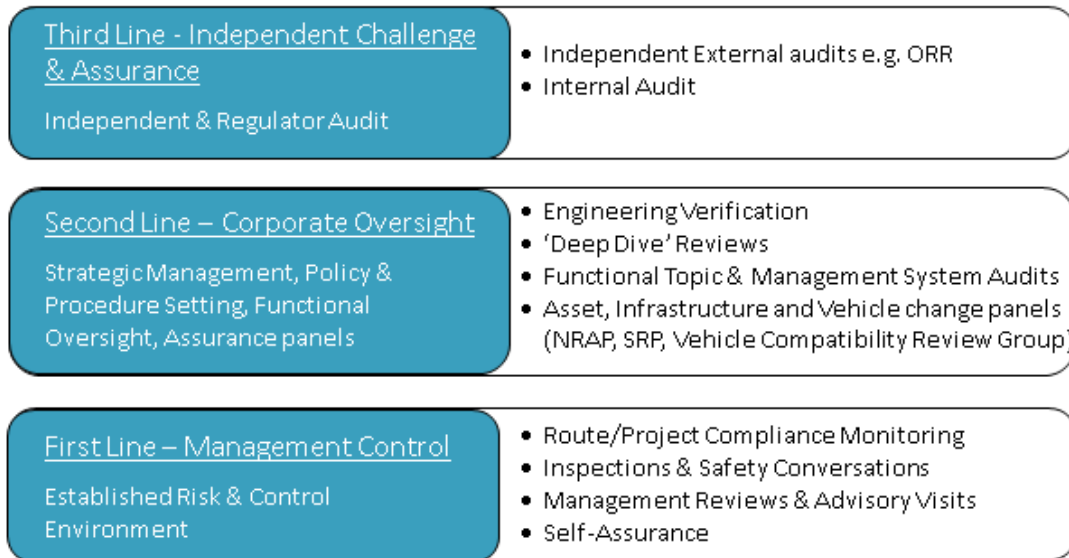 Third Line - Independent Challenge
& Assurance
Independent & Regulator Audit
• Independent External audits e.g. ORR
• Internal Audit
Second Line – Corporate Oversight
Strategic Management, Policy &
Procedure Setting, Functional
Oversight, Assurance panels
• Engineering Verification
• ‘Deep Dive’ Reviews
• Functional Topic & Management System Audits
• Asset, Infrastructure and Vehicle change panels
(NRAP, SRP, Vehicle Compatibility Review Group)
First Line – Management Control
Established Risk & Control
Environment
• Route/Project Compliance Monitoring
• Inspections & Safety Conversations
• Management Reviews & Advisory Visits
• Self-Assurance